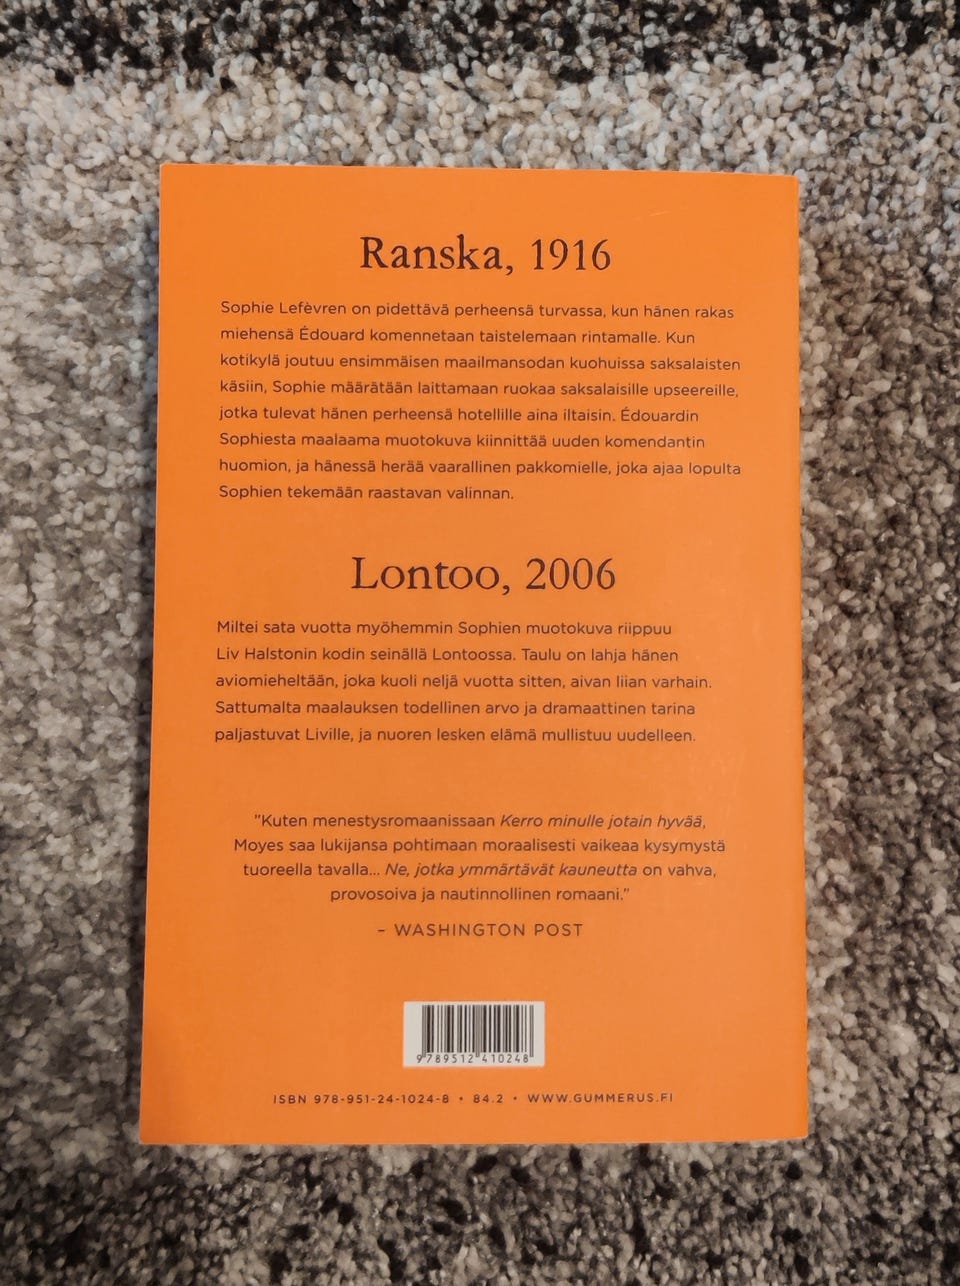 Ranska, 1916
Sophie Lefèvren on pidettävä perheensä turvassa, kun hänen rakas
miehensä Édouard komennetaan taistelemaan rintamalle. Kun
kotikylä joutuu ensimmäisen maailmansodan kuohuissa saksalaisten
käsiin, Sophie määrätään laittamaan ruokaa saksalaisille upseereille,
jotka tulevat hänen perheensä hotellille aina iltaisin. Édouardin
Sophiesta maalaama muotokuva kiinnittää uuden komendantin
huomion, ja hänessä herää vaarallinen pakkomielle, joka ajaa lopulta
Sophien tekemään raastavan valinnan.
Lontoo, 2006
Miltei sata vuotta myöhemmin Sophien muotokuva riippuu
Liv Halstonin kodin seinällä Lontoossa. Taulu on lahja hänen
aviomieheltään, joka kuoli neljä vuotta sitten, aivan liian varhain.
Sattumalta maalauksen todellinen arvo ja dramaattinen tarina
paljastuvat Liville, ja nuoren lesken elämä mullistuu uudelleen.
"Kuten menestysromaanissaan Kerro minulle jotain hyvää,
Moyes saa lukijansa pohtimaan moraalisesti vaikeaa kysymystä
tuoreella tavalla... Ne, jotka ymmärtävät kauneutta on vahva,
provosoiva ja nautinnollinen romaani."
– WASHINGTON POST
9789512410248
ISBN 978-951-24-1024-8 • 84.2 • WWW.GUMMERUS.FI